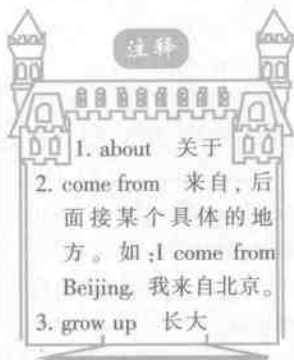 注释
1. about 关于
2. come from 来自,后
面接某个具体的地
方。如:I come from
Beijing. 我来自北京。
3. grow up 长大